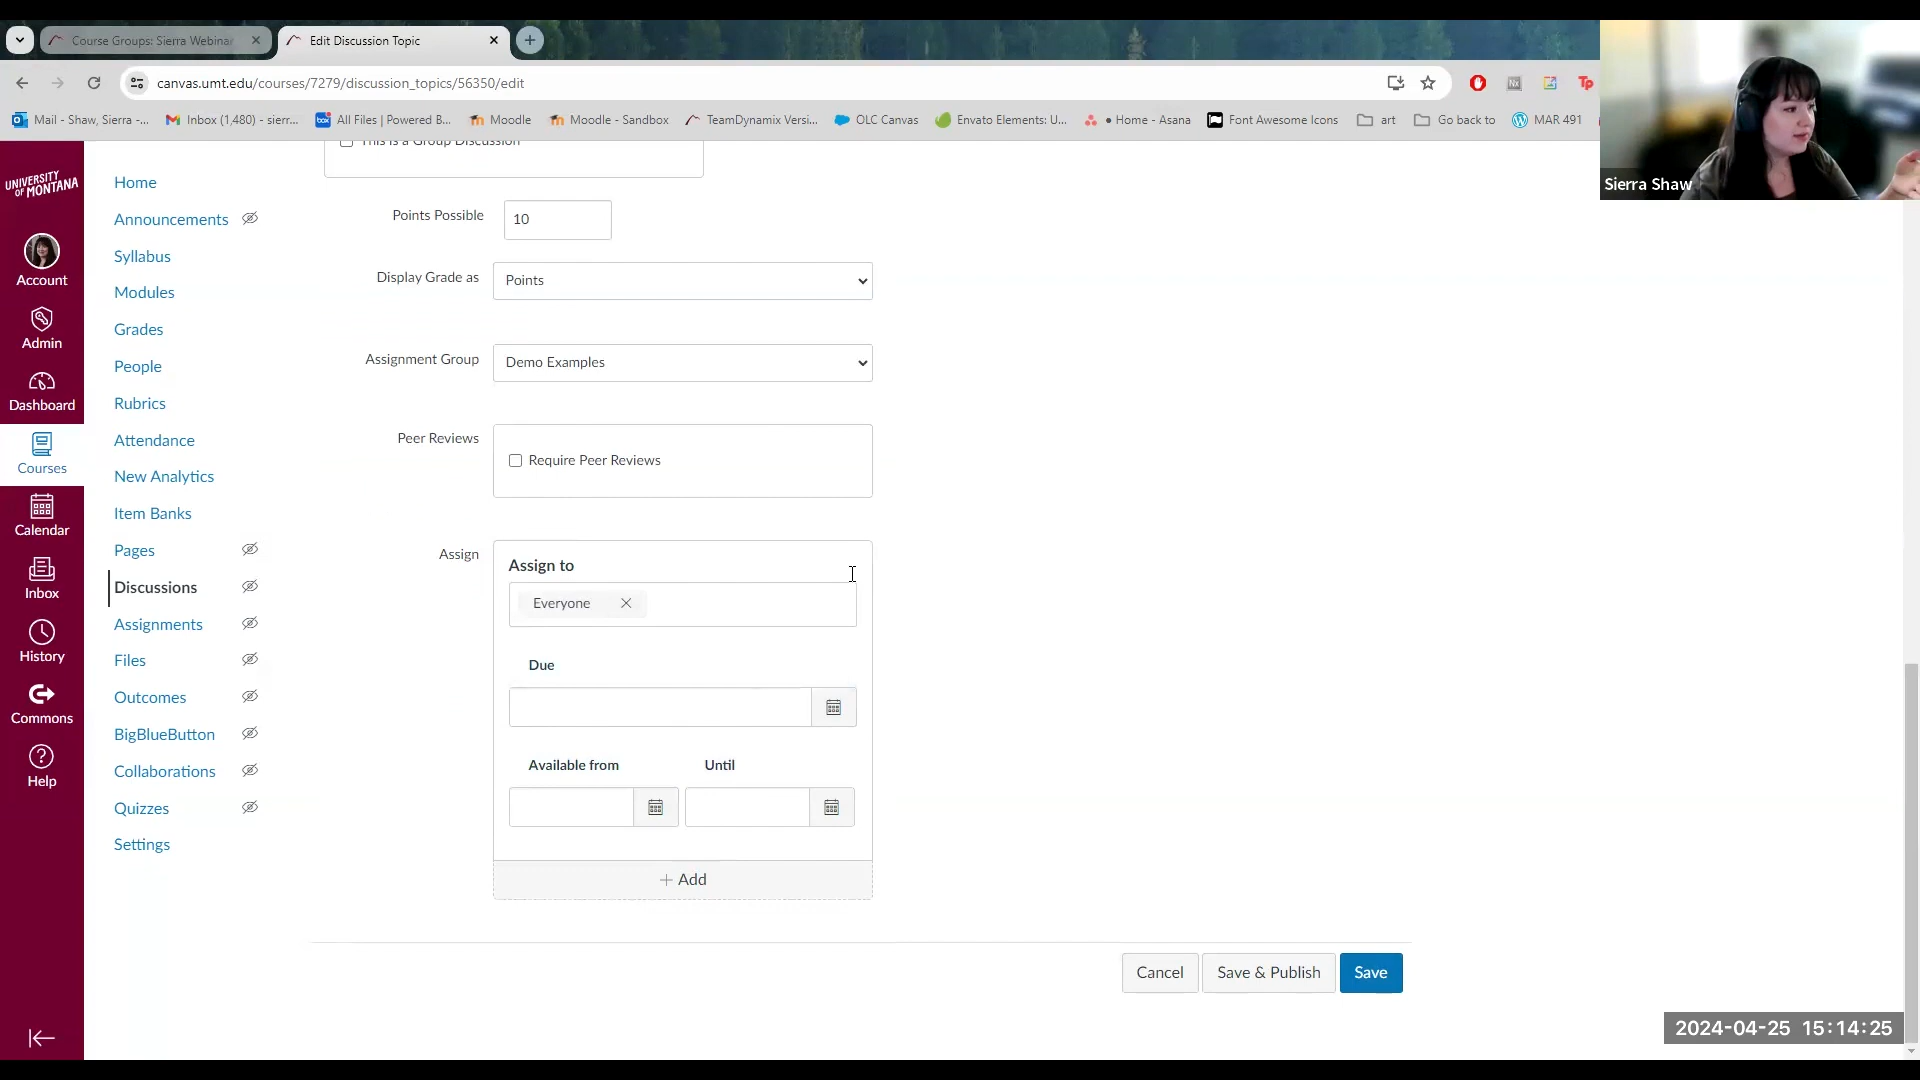 Course Groups: Sierra Webinar
Edit Discussion Topic
canvas.umt.edu/courses/7279/discussion_topics/56350/edit
Tp
Mail - Shaw, Sierra -...
Inbox (1,480) - sierr...
box
All Files | Powered B...
Moodle
Moodle - Sandbox
TeamDynamix Versi...
OLC Canvas
Envato Elements: U...
• Home - Asana
Font Awesome Icons
art
Go back to
MAR 491
Sierra Shaw
UNIVERSITY
OF MONTANA
Account
Admin
Dashboard
Courses
Calendar
Inbox
History
Commons
Help
Home
Announcements
Syllabus
Modules
Grades
People
Rubrics
Attendance
New Analytics
Item Banks
Pages
Discussions
Assignments
Files
Outcomes
BigBlueButton
Collaborations
Quizzes
Settings
This is a Group Discussion
Points Possible
10
Display Grade as
Points
Assignment Group
Demo Examples
Peer Reviews
Require Peer Reviews
Assign
Assign to
Everyone
Due
Available from
Until
+ Add
Cancel
Save & Publish
Save
2024-04-25 15:14:25